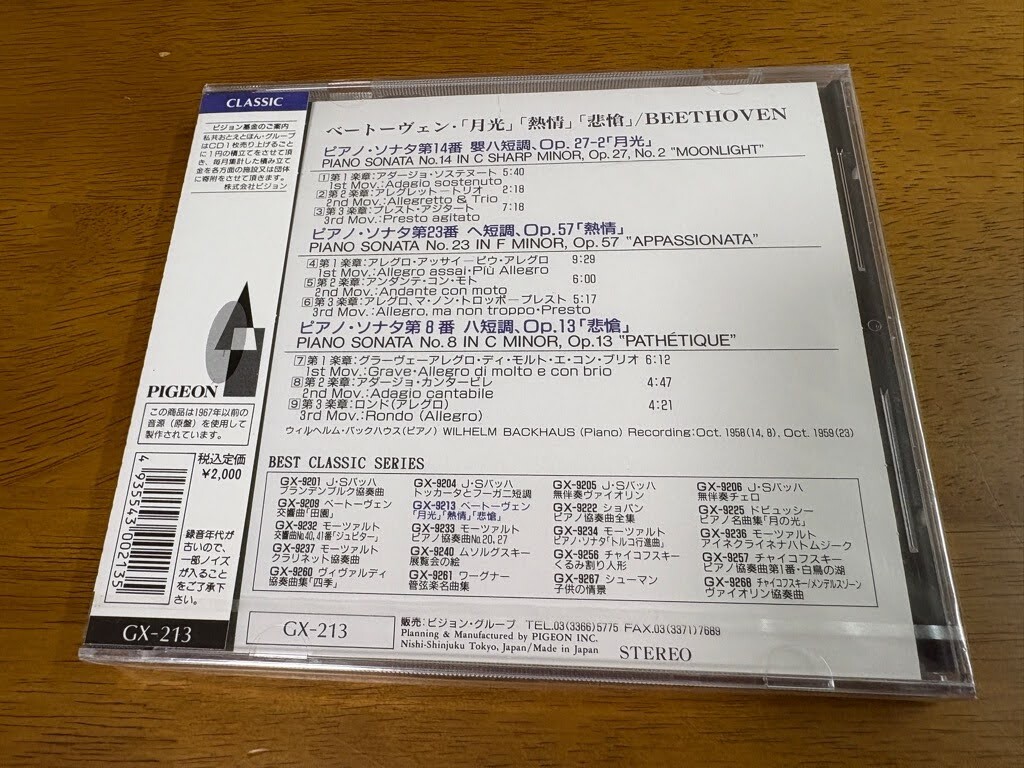 CLASSIC
ピジョン基金のご案内
私共おとえとほん・グループ
はCD1枚売り上げるごと
に1円の積立てをさせて頂
き、毎月集計した積み立て
金を各方面の施設又は団体
に寄附をさせて頂きます。
株式会社ピジョン
PIGEON
この商品は1967年以前の
音源(原盤)を使用して
製作されています。
税込定価
¥2,000
4935543002135
録音年代が
古いので、
一部ノイズ
が入ること
をご了承下
さい。
GX-213
ベートーヴェン・「月光」「熱情」「悲愴」/BEETHOVEN
ピアノ・ソナタ第14番 嬰ハ短調、Op. 27-2「月光」
PIANO SONATA No.14 IN C SHARP MINOR, Op. 27, No. 2 "MOONLIGHT"
1 第1楽章:アダージョ・ソステヌート 5:40
1st Mov.:Adagio sostenuto
2 第2楽章:アレグレット―トリオ 2:18
2nd Mov.:Allegretto & Trio
3 第3楽章:プレスト・アジタート 7:18
3rd Mov.:Presto agitato
ピアノ・ソナタ第23番 ヘ短調、Op.57「熱情」
PIANO SONATA No. 23 IN F MINOR, Op. 57 "APPASSIONATA"
4 第1楽章:アレグロ・アッサイ―ピウ・アレグロ 9:29
1st Mov.:Allegro assai・Più Allegro
5 第2楽章:アンダンテ・コン・モト 6:00
2nd Mov.:Andante con moto
6 第3楽章:アレグロ、マ・ノン・トロッポ―プレスト 5:17
3rd Mov.:Allegro, ma non troppo・Presto
ピアノ・ソナタ第8番 ハ短調、Op.13「悲愴」
PIANO SONATA No. 8 IN C MINOR, Op.13 "PATHÉTIQUE"
7 第1楽章:グラーヴェーアレグロ・ディ・モルト・エ・コン・ブリオ 6:12
1st Mov.:Grave・Allegro di molto e con brio
8 第2楽章:アダージョ・カンタービレ 4:47
2nd Mov.:Adagio cantabile
9 第3楽章:ロンド(アレグロ) 4:21
3rd Mov.:Rondo (Allegro)
ウィルヘルム・バックハウス(ピアノ) WILHELM BACKHAUS (Piano) Recording:Oct. 1958(14, 8), Oct. 1959(23)
BEST CLASSIC SERIES
GX-9201 J・Sバッハ
ブランデンブルク協奏曲
GX-9209 ベートーヴェン
交響曲「田園」
GX-9232 モーツァルト
交響曲No.40,41番「ジュピター」
GX-9237 モーツァルト
クラリネット協奏曲
GX-9260 ヴィヴァルディ
協奏曲集「四季」
GX-9204 J・Sバッハ
トッカータとフーガニ短調
GX-9213 ベートーヴェン
「月光」「熱情」「悲愴」
GX-9233 モーツァルト
ピアノ協奏曲No.20, 27
GX-9240 ムソルグスキー
展覧会の絵
GX-9261 ワーグナー
管弦楽名曲集
GX-9205 J・Sバッハ
無伴奏ヴァイオリン
GX-9222 ショパン
ピアノ協奏曲全集
GX-9234 モーツァルト
ピアノ・ソナタ「トルコ行進曲」
GX-9256 チャイコフスキー
くるみ割り人形
GX-9267 シューマン
子供の情景
GX-9206 J・Sバッハ
無伴奏チェロ
GX-9225 ドビュッシー
ピアノ名曲集「月の光」
GX-9236 モーツァルト
アイネクライネナハトムジーク
GX-9257 チャイコフスキー
ピアノ協奏曲第1番・白鳥の湖
GX-9268 チャイコフスキー/メンデルスゾーン
ヴァイオリン協奏曲
GX-213
販売:ピジョン・グループ TEL.03(3366)5775 FAX.03(3371)7689
Planning & Manufactured by PIGEON INC.
Nishi-Shinjuku Tokyo, Japan/Made in Japan STEREO